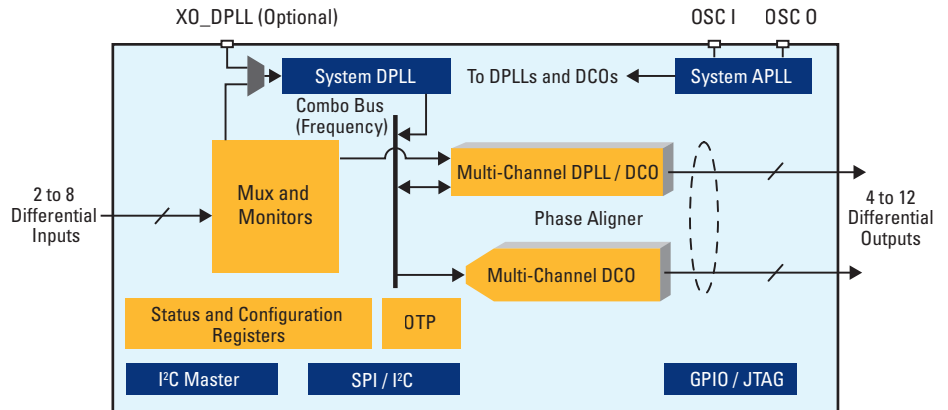 XO_DPLL (Optional)
OSC I
OSC O
System DPLL
To DPLLs and DCOs
System APLL
Combo Bus
(Frequency)
Mux and
Monitors
Multi-Channel DPLL / DCO
2 to 8
Differential
Inputs
4 to 12
Differential
Outputs
Phase Aligner
Multi-Channel DCO
Status and Configuration
Registers
OTP
I²C Master
SPI / I²C
GPIO / JTAG